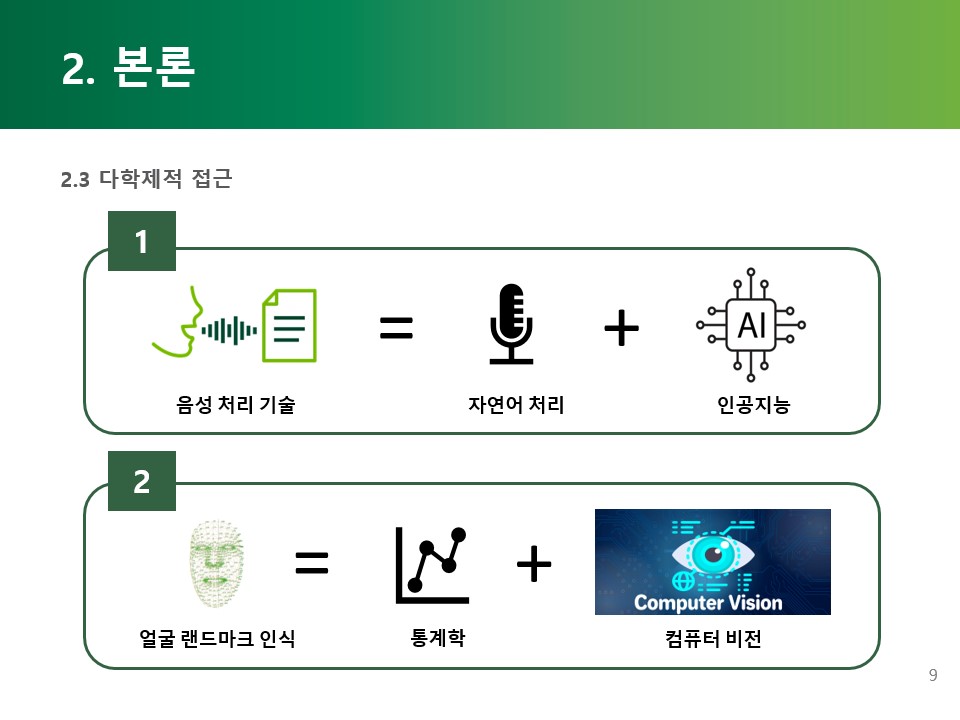 2. 본론
2.3 다학제적 접근
1
=
+
AI
음성 처리 기술
자연어 처리
인공지능
2
=
+
Computer Vision
얼굴 랜드마크 인식
통계학
컴퓨터 비전
9